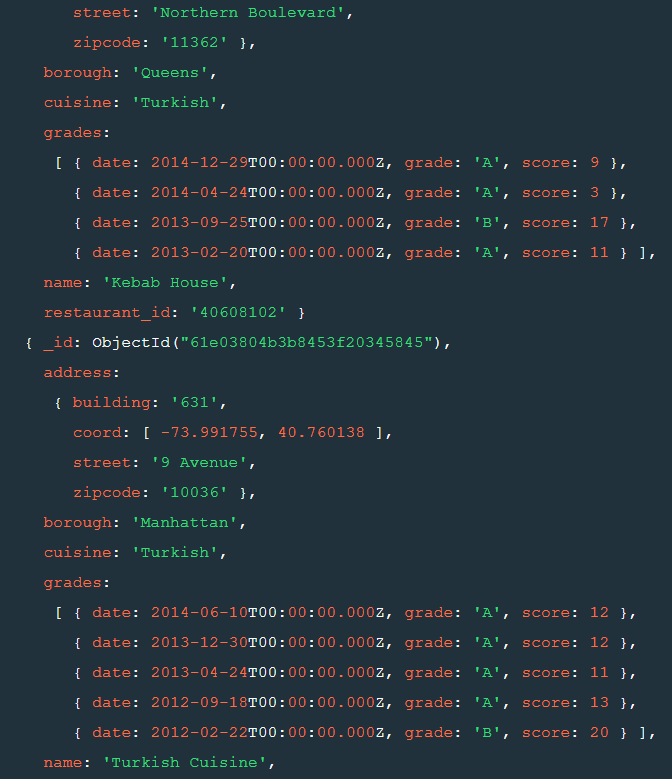 street: 'Northern Boulevard',
zipcode: '11362' },
borough: 'Queens',
cuisine: 'Turkish',
grades:
[ { date: 2014-12-29T00:00:00.000Z, grade: 'A', score: 9 },
{ date: 2014-04-24T00:00:00.000Z, grade: 'A', score: 3 },
{ date: 2013-09-25T00:00:00.000Z, grade: 'B', score: 17 },
{ date: 2013-02-20T00:00:00.000Z, grade: 'A', score: 11 } ],
name: 'Kebab House',
restaurant_id: '40608102' }
{ _id: ObjectId("61e03804b3b8453f20345845"),
address:
{ building: '631',
coord: [ -73.991755, 40.760138 ],
street: '9 Avenue',
zipcode: '10036' },
borough: 'Manhattan',
cuisine: 'Turkish',
grades:
[ { date: 2014-06-10T00:00:00.000Z, grade: 'A', score: 12 },
{ date: 2013-12-30T00:00:00.000Z, grade: 'A', score: 12 },
{ date: 2013-04-24T00:00:00.000Z, grade: 'A', score: 11 },
{ date: 2012-09-18T00:00:00.000Z, grade: 'A', score: 13 },
{ date: 2012-02-22T00:00:00.000Z, grade: 'B', score: 20 } ],
name: 'Turkish Cuisine',